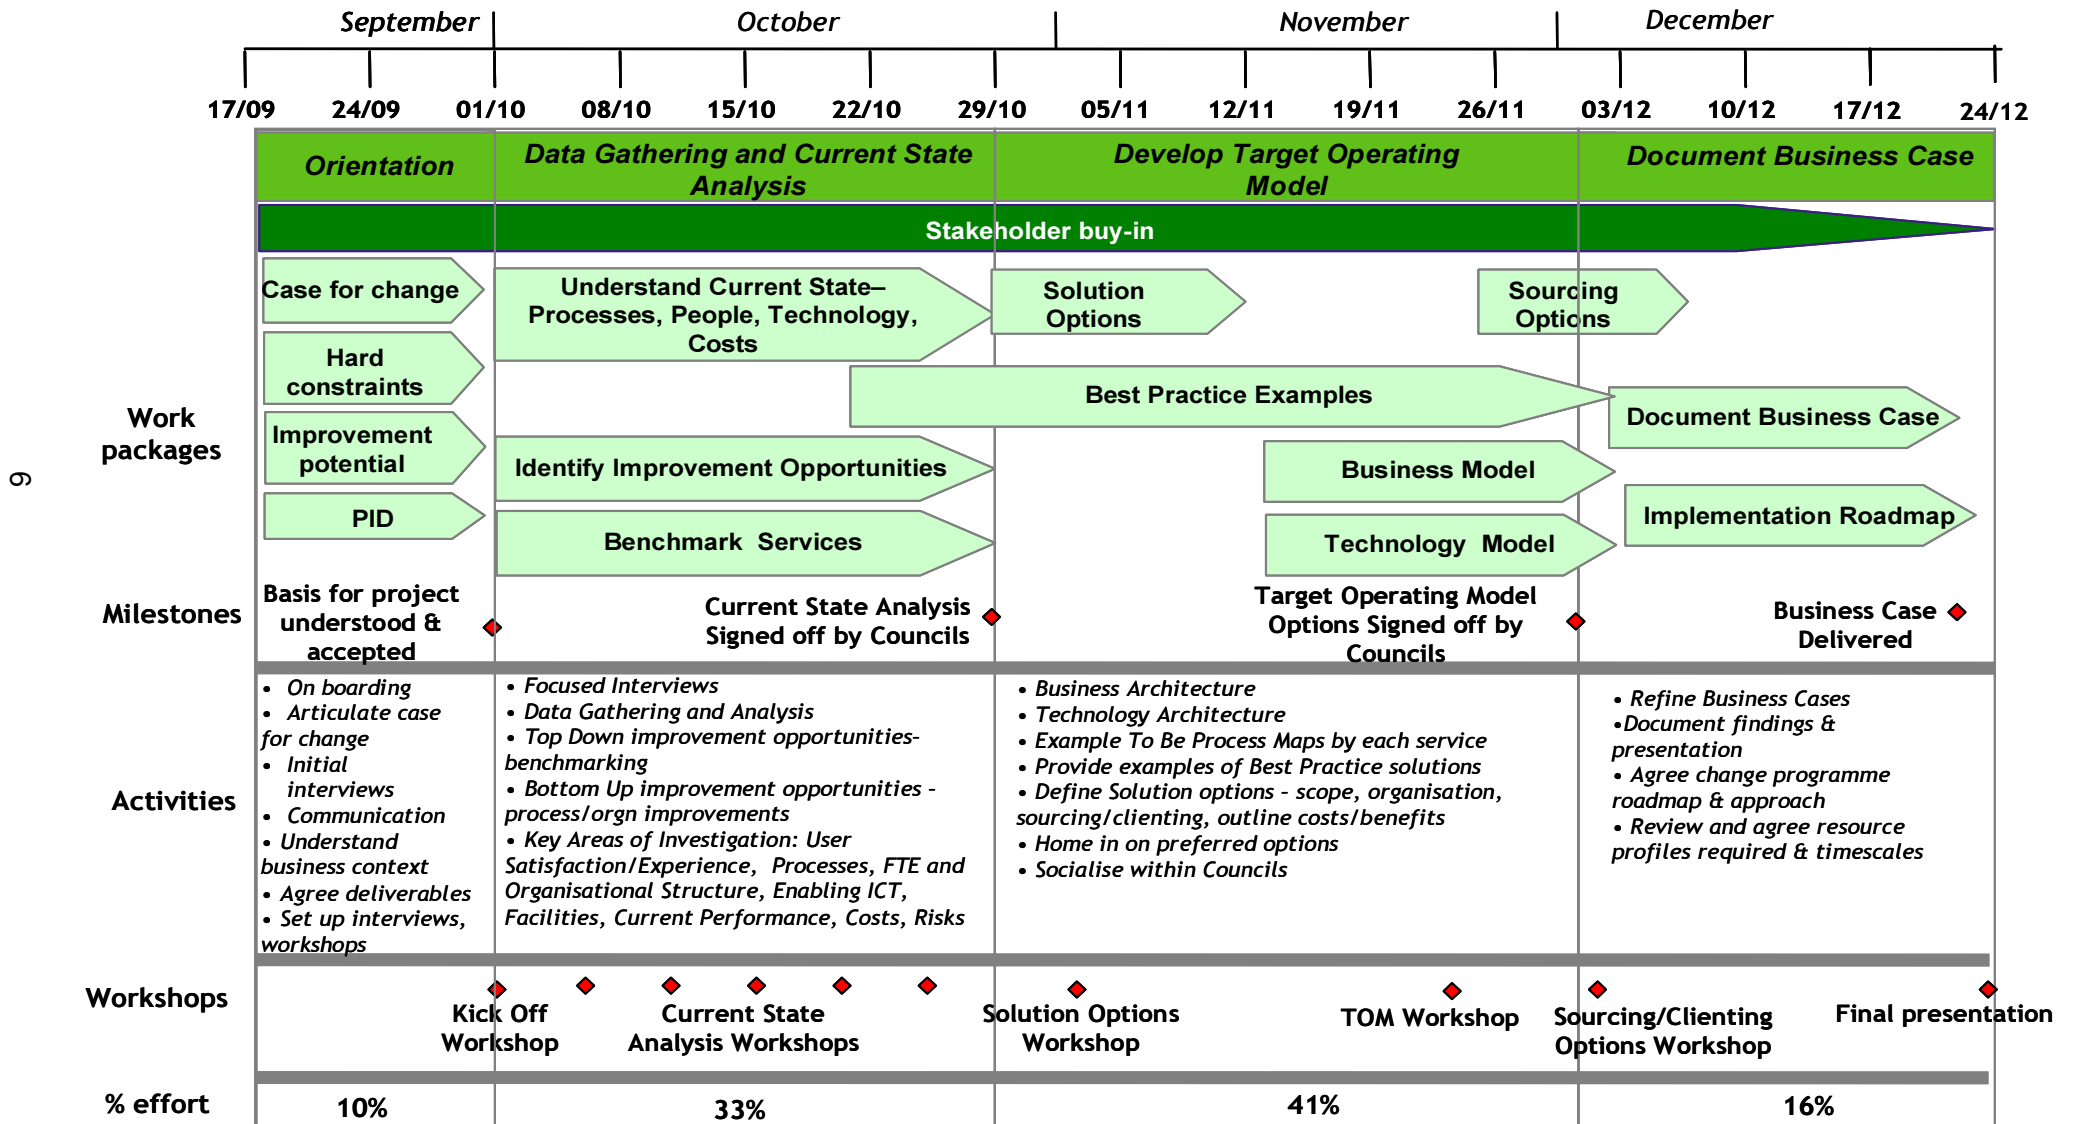 September October November December
17/09 24/09 01/10 08/10 15/10 22/10 29/10 05/11 12/11 19/11 26/11 03/12 10/12 17/12 24/12
Orientation
Data Gathering and Current State
Analysis
Develop Target Operating
Model
Document Business Case
Stakeholder buy-in
Work
packages
Case for change
Hard
constraints
Improvement
potential
PID
Understand Current State–
Processes, People, Technology,
Costs
Identify Improvement Opportunities
Benchmark Services
Solution
Options
Best Practice Examples
Business Model
Technology Model
Sourcing
Options
Document Business Case
Implementation Roadmap
9
Milestones
Basis for project
understood &
accepted
Current State Analysis
Signed off by Councils
Target Operating Model
Options Signed off by
Councils
Business Case
Delivered
Activities
• On boarding
• Articulate case
for change
• Initial
interviews
• Communication
• Understand
business context
• Agree deliverables
• Set up interviews,
workshops
• Focused Interviews
• Data Gathering and Analysis
• Top Down improvement opportunities–
benchmarking
• Bottom Up improvement opportunities –
process/orgn improvements
• Key Areas of Investigation: User
Satisfaction/Experience, Processes, FTE and
Organisational Structure, Enabling ICT,
Facilities, Current Performance, Costs, Risks
• Business Architecture
• Technology Architecture
• Example To Be Process Maps by each service
• Provide examples of Best Practice solutions
• Define Solution options – scope, organisation,
sourcing/clienting, outline costs/benefits
• Home in on preferred options
• Socialise within Councils
• Refine Business Cases
•Document findings &
presentation
• Agree change programme
roadmap & approach
• Review and agree resource
profiles required & timescales
Workshops
Kick Off
Workshop
Current State
Analysis Workshops
Solution Options
Workshop
TOM Workshop
Sourcing/Clienting
Options Workshop
Final presentation
% effort
10%
33%
41%
16%